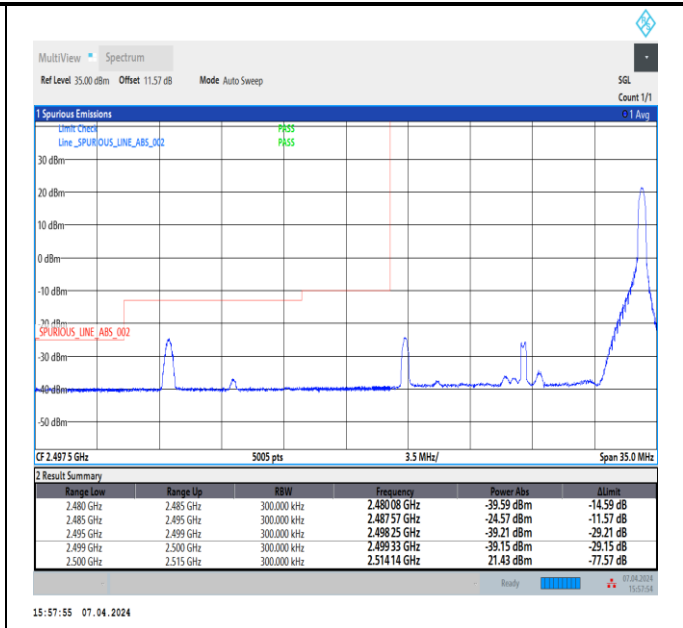 MultiView Spectrum
Ref Level 35.00 dBm Offset 11.57 dB Mode Auto Sweep SGL
Count 1/1
1 Spurious Emissions 1 Avg
Limit Check PASS
Line _SPURIOUS_LINE_ABS_002 PASS
30 dBm
20 dBm
10 dBm
0 dBm
-10 dBm
-20 dBm
_SPURIOUS_LINE_ABS_002
-30 dBm
-40 dBm
-50 dBm
CF 2.497 5 GHz 5005 pts 3.5 MHz/ Span 35.0 MHz
2 Result Summary
Range Low Range Up RBW Frequency Power Abs ΔLimit
2.480 GHz 2.485 GHz 300.000 kHz 2.480 08 GHz -39.59 dBm -14.59 dB
2.485 GHz 2.495 GHz 300.000 kHz 2.487 57 GHz -24.57 dBm -11.57 dB
2.495 GHz 2.499 GHz 300.000 kHz 2.498 25 GHz -39.21 dBm -29.21 dB
2.499 GHz 2.500 GHz 300.000 kHz 2.499 33 GHz -39.15 dBm -29.15 dB
2.500 GHz 2.515 GHz 300.000 kHz 2.514 14 GHz 21.43 dBm -77.57 dB
Ready 07.04.2024
15:57:54
15:57:55 07.04.2024